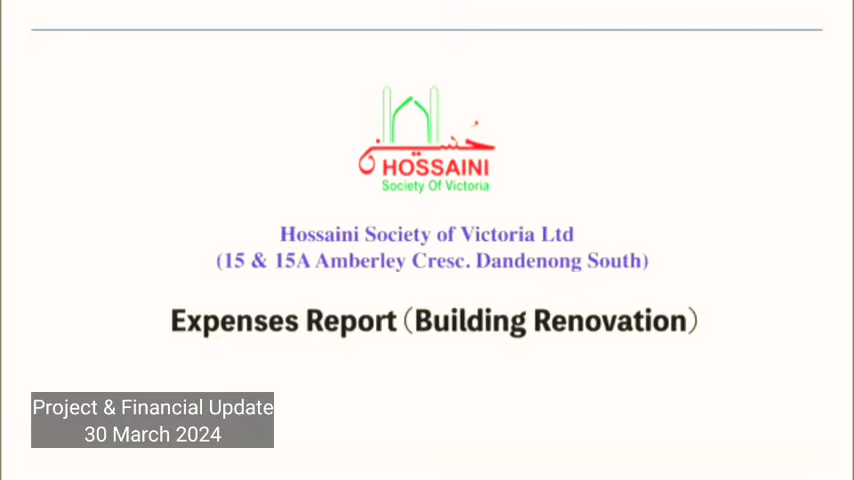 حسینی
HOSSAINI
Society Of Victoria
Hossaini Society of Victoria Ltd
(15 & 15A Amberley Cresc. Dandenong South)
Expenses Report (Building Renovation)
Project & Financial Update
30 March 2024